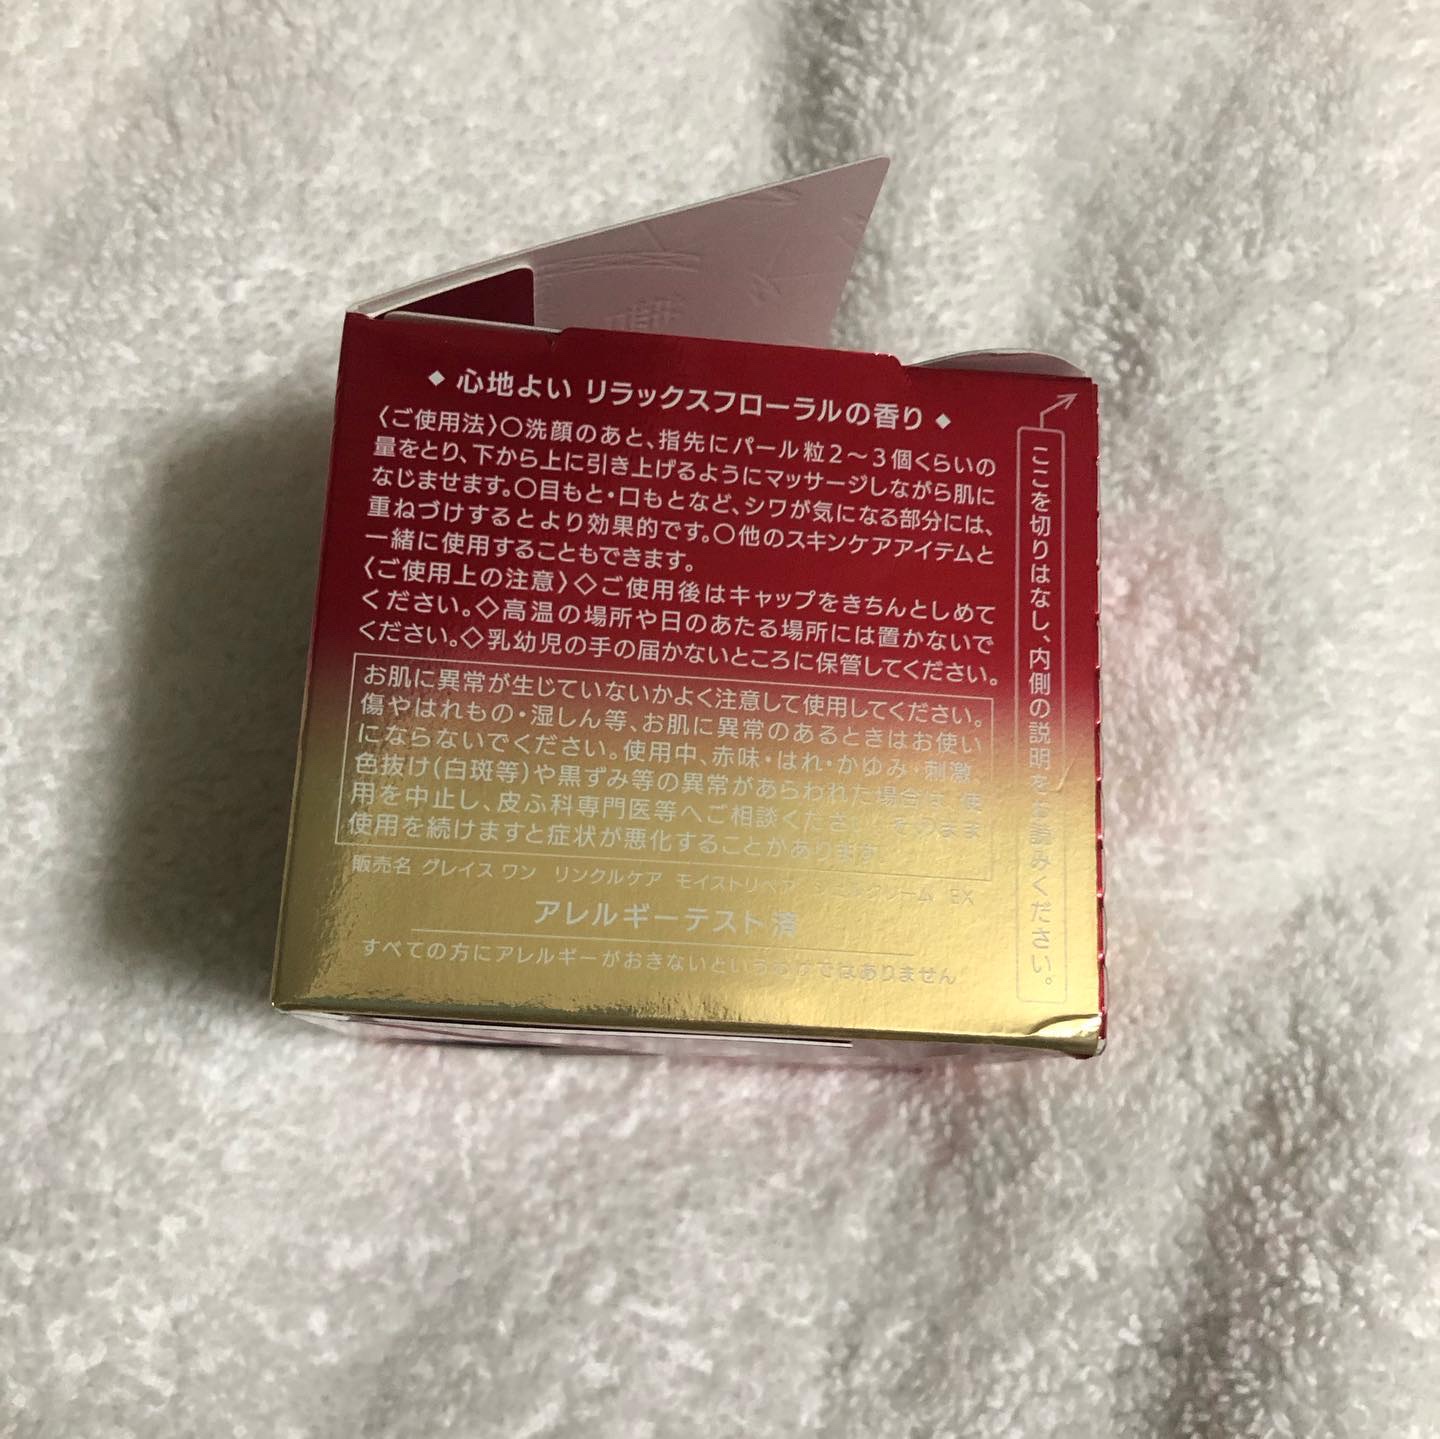 ◆ 心地よい リラックスフローラルの香り ◆
〈ご使用法〉○洗顔のあと、指先にパール粒2～3個くらいの
量をとり、下から上に引き上げるようにマッサージしながら肌に
なじませます。○目もと・口もとなど、シワが気になる部分には、
重ねづけするとより効果的です。○他のスキンケアアイテムと
一緒に使用することもできます。
〈ご使用上の注意〉◇ご使用後はキャップをきちんとしめて
ください。◇高温の場所や日のあたる場所には置かないで
ください。◇乳幼児の手の届かないところに保管してください。
お肌に異常が生じていないかよく注意して使用してください。
傷やはれもの・湿しん等、お肌に異常のあるときはお使い
にならないでください。使用中、赤味・はれ・かゆみ・刺激、
色抜け(白斑等)や黒ずみ等の異常があらわれた場合は、使
用を中止し、皮ふ科専門医等へご相談ください。そのまま
使用を続けますと症状が悪化することがあります。
販売名 グレイス ワン リンクルケア モイストリペア ジェルクリーム EX
アレルギーテスト済
すべての方にアレルギーがおきないというわけではありません
ここを切りはなし、内側の説明をお読みください。